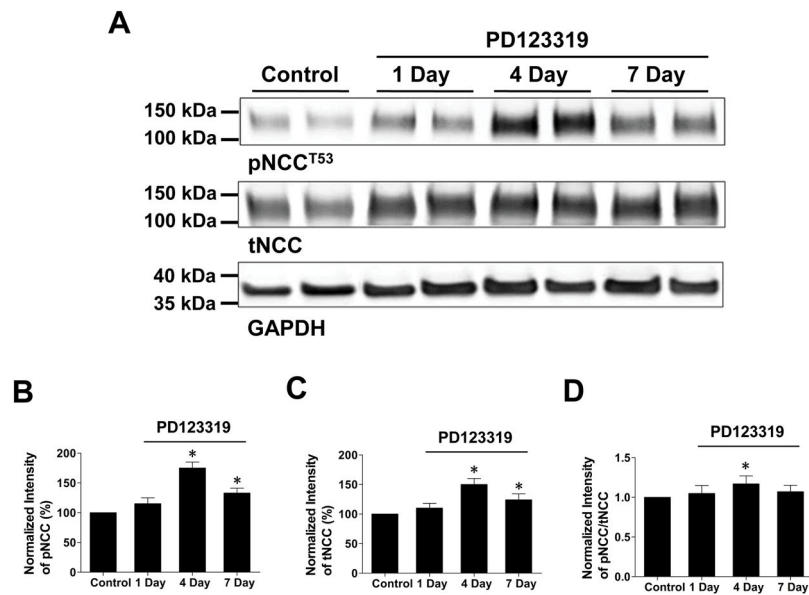 A
PD123319
Control 1 Day 4 Day 7 Day
150 kDa
100 kDa
pNCC^T53
150 kDa
100 kDa
tNCC
40 kDa
35 kDa
GAPDH
B
PD123319
Normalized Intensity
of pNCC (%)
200
150
100
50
0
* *
Control 1 Day 4 Day 7 Day
C
PD123319
Normalized Intensity
of tNCC (%)
200
150
100
50
0
* *
Control 1 Day 4 Day 7 Day
D
PD123319
Normalized Intensity
of pNCC/tNCC
1.5
1.0
0.5
0.0
*
Control 1 Day 4 Day 7 Day